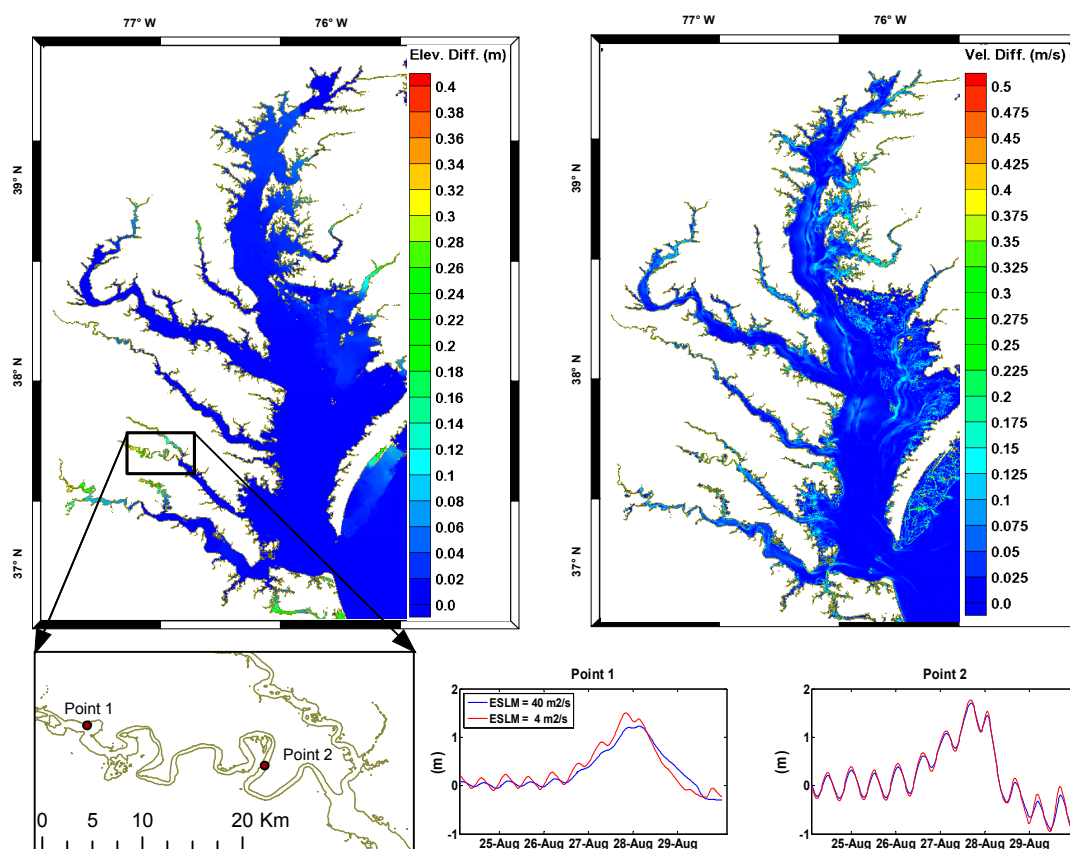 77° W 76° W
77° W 76° W
Elev. Diff. (m)
0.4
0.38
0.36
0.34
0.32
0.3
0.28
0.26
0.24
0.22
0.2
0.18
0.16
0.14
0.12
0.1
0.08
0.06
0.04
0.02
0.0
39° N
38° N
37° N
Vel. Diff. (m/s)
0.5
0.475
0.45
0.425
0.4
0.375
0.35
0.325
0.3
0.275
0.25
0.225
0.2
0.175
0.15
0.125
0.1
0.075
0.05
0.025
0.0
39° N
38° N
37° N
Point 1
Point 2
0 5 10 20 Km
Point 1
ESLM = 40 m2/s
ESLM = 4 m2/s
(m)
2
1
0
-1
25-Aug 26-Aug 27-Aug 28-Aug 29-Aug
Point 2
(m)
2
1
0
-1
25-Aug 26-Aug 27-Aug 28-Aug 29-Aug